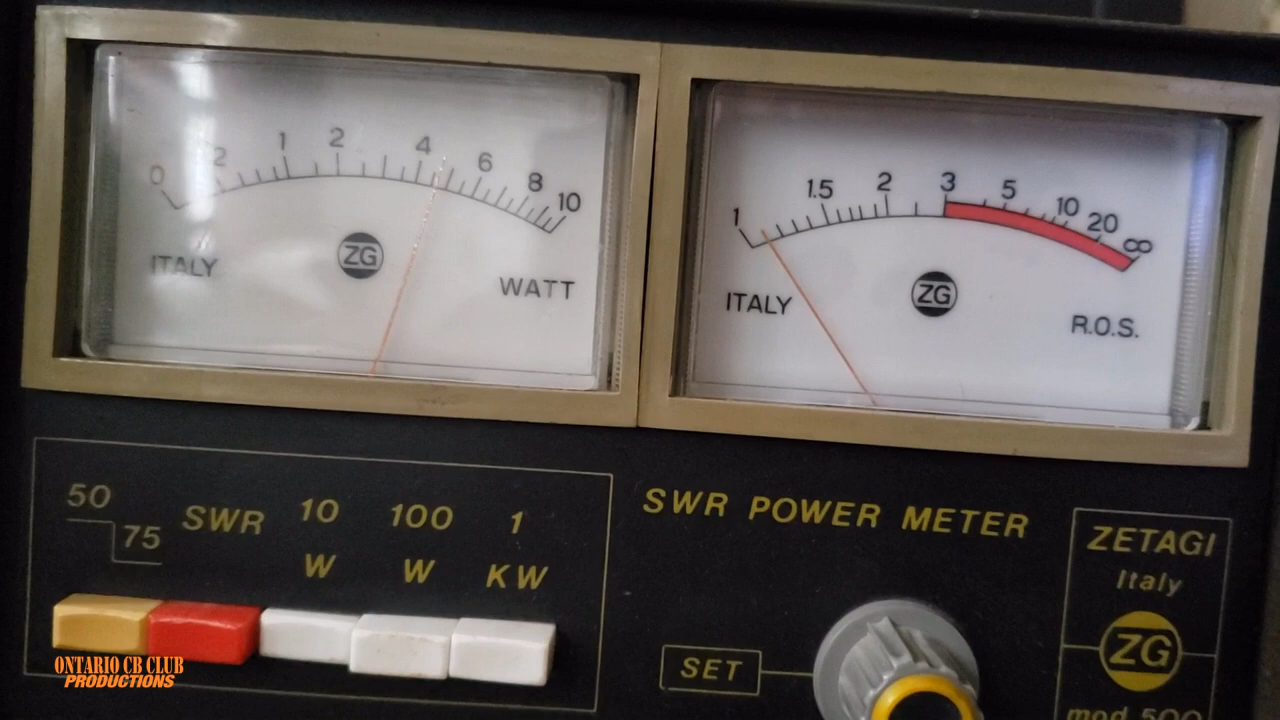 0 2 1 2 4 6 8 10
ZG
ITALY WATT
1 1.5 2 3 5 10 20 ∞
ZG
ITALY R.O.S.
50
75
SWR
10 W
100 W
1 KW
SWR POWER METER
SET
ZETAGI
Italy
ZG
mod 500
ONTARIO CB CLUB
PRODUCTIONS